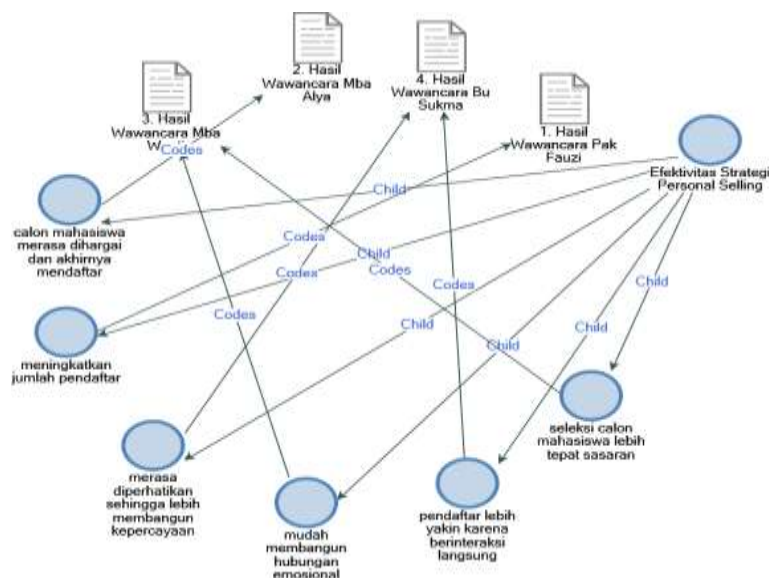 2. Hasil
Wawancara Mba
Alya
4. Hasil
Wawancara Bu
Sukma
3. Hasil
Wawancara Mba
1. Hasil
Wawancara Pak
Fauzi
Efektivitas Strategi
Personal Selling
Codes
Child
calon mahasiswa
merasa dihargai
dan akhirnya
mendaftar
Codes
Child
Codes
Codes
Codes
Codes
Child
Child
Child
Child
meningkatkan
jumlah pendaftar
seleksi calon
mahasiswa lebih
tepat sasaran
merasa
diperhatikan
sehingga lebih
membangun
kepercayaan
mudah
membangun
hubungan
emosional
pendaftar lebih
yakin karena
berinteraksi
langsung